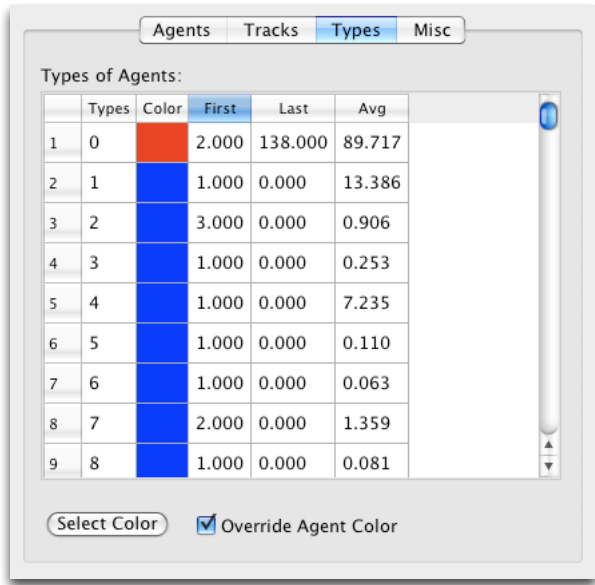 Agents Tracks Types Misc
Types of Agents:
Types Color First Last Avg
1 0 2.000 138.000 89.717
2 1 1.000 0.000 13.386
3 2 3.000 0.000 0.906
4 3 1.000 0.000 0.253
5 4 1.000 0.000 7.235
6 5 1.000 0.000 0.110
7 6 1.000 0.000 0.063
8 7 2.000 0.000 1.359
9 8 1.000 0.000 0.081
Select Color Override Agent Color